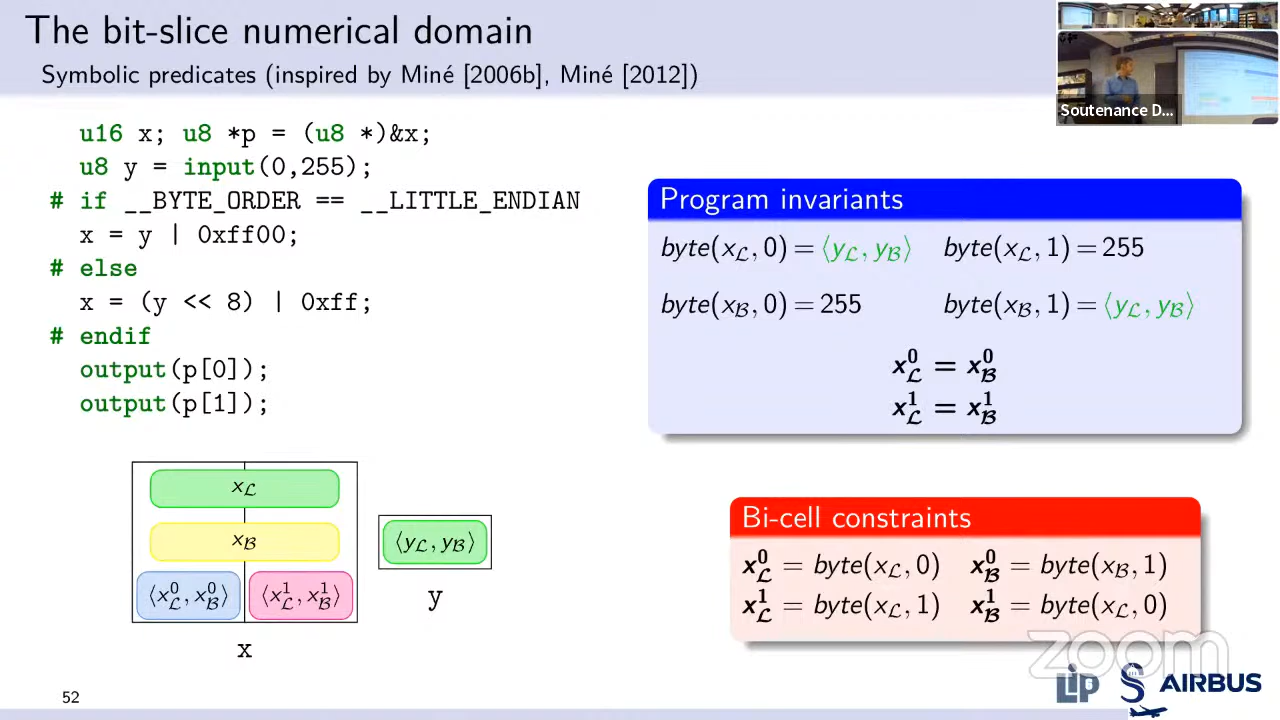 The bit-slice numerical domain
Symbolic predicates (inspired by Miné [2006b], Miné [2012])
Soutenance D...
u16 x; u8 *p = (u8 *)&x;
u8 y = input(0,255);
# if __BYTE_ORDER == __LITTLE_ENDIAN
x = y | 0xff00;
# else
x = (y << 8) | 0xff;
# endif
output(p[0]);
output(p[1]);
Program invariants
byte(x_ℒ, 0) = ⟨y_ℒ, y_ℬ⟩ byte(x_ℒ, 1) = 255
byte(x_ℬ, 0) = 255 byte(x_ℬ, 1) = ⟨y_ℒ, y_ℬ⟩
x_ℒ^0 = x_ℬ^0
x_ℒ^1 = x_ℬ^1
x_ℒ
x_ℬ
⟨x_ℒ^0, x_ℬ^0⟩ ⟨x_ℒ^1, x_ℬ^1⟩
x
⟨y_ℒ, y_ℬ⟩
y
Bi-cell constraints
x_ℒ^0 = byte(x_ℒ, 0) x_ℬ^0 = byte(x_ℬ, 1)
x_ℒ^1 = byte(x_ℒ, 1) x_ℬ^1 = byte(x_ℒ, 0)
zoom
52
LIP6
S
AIRBUS